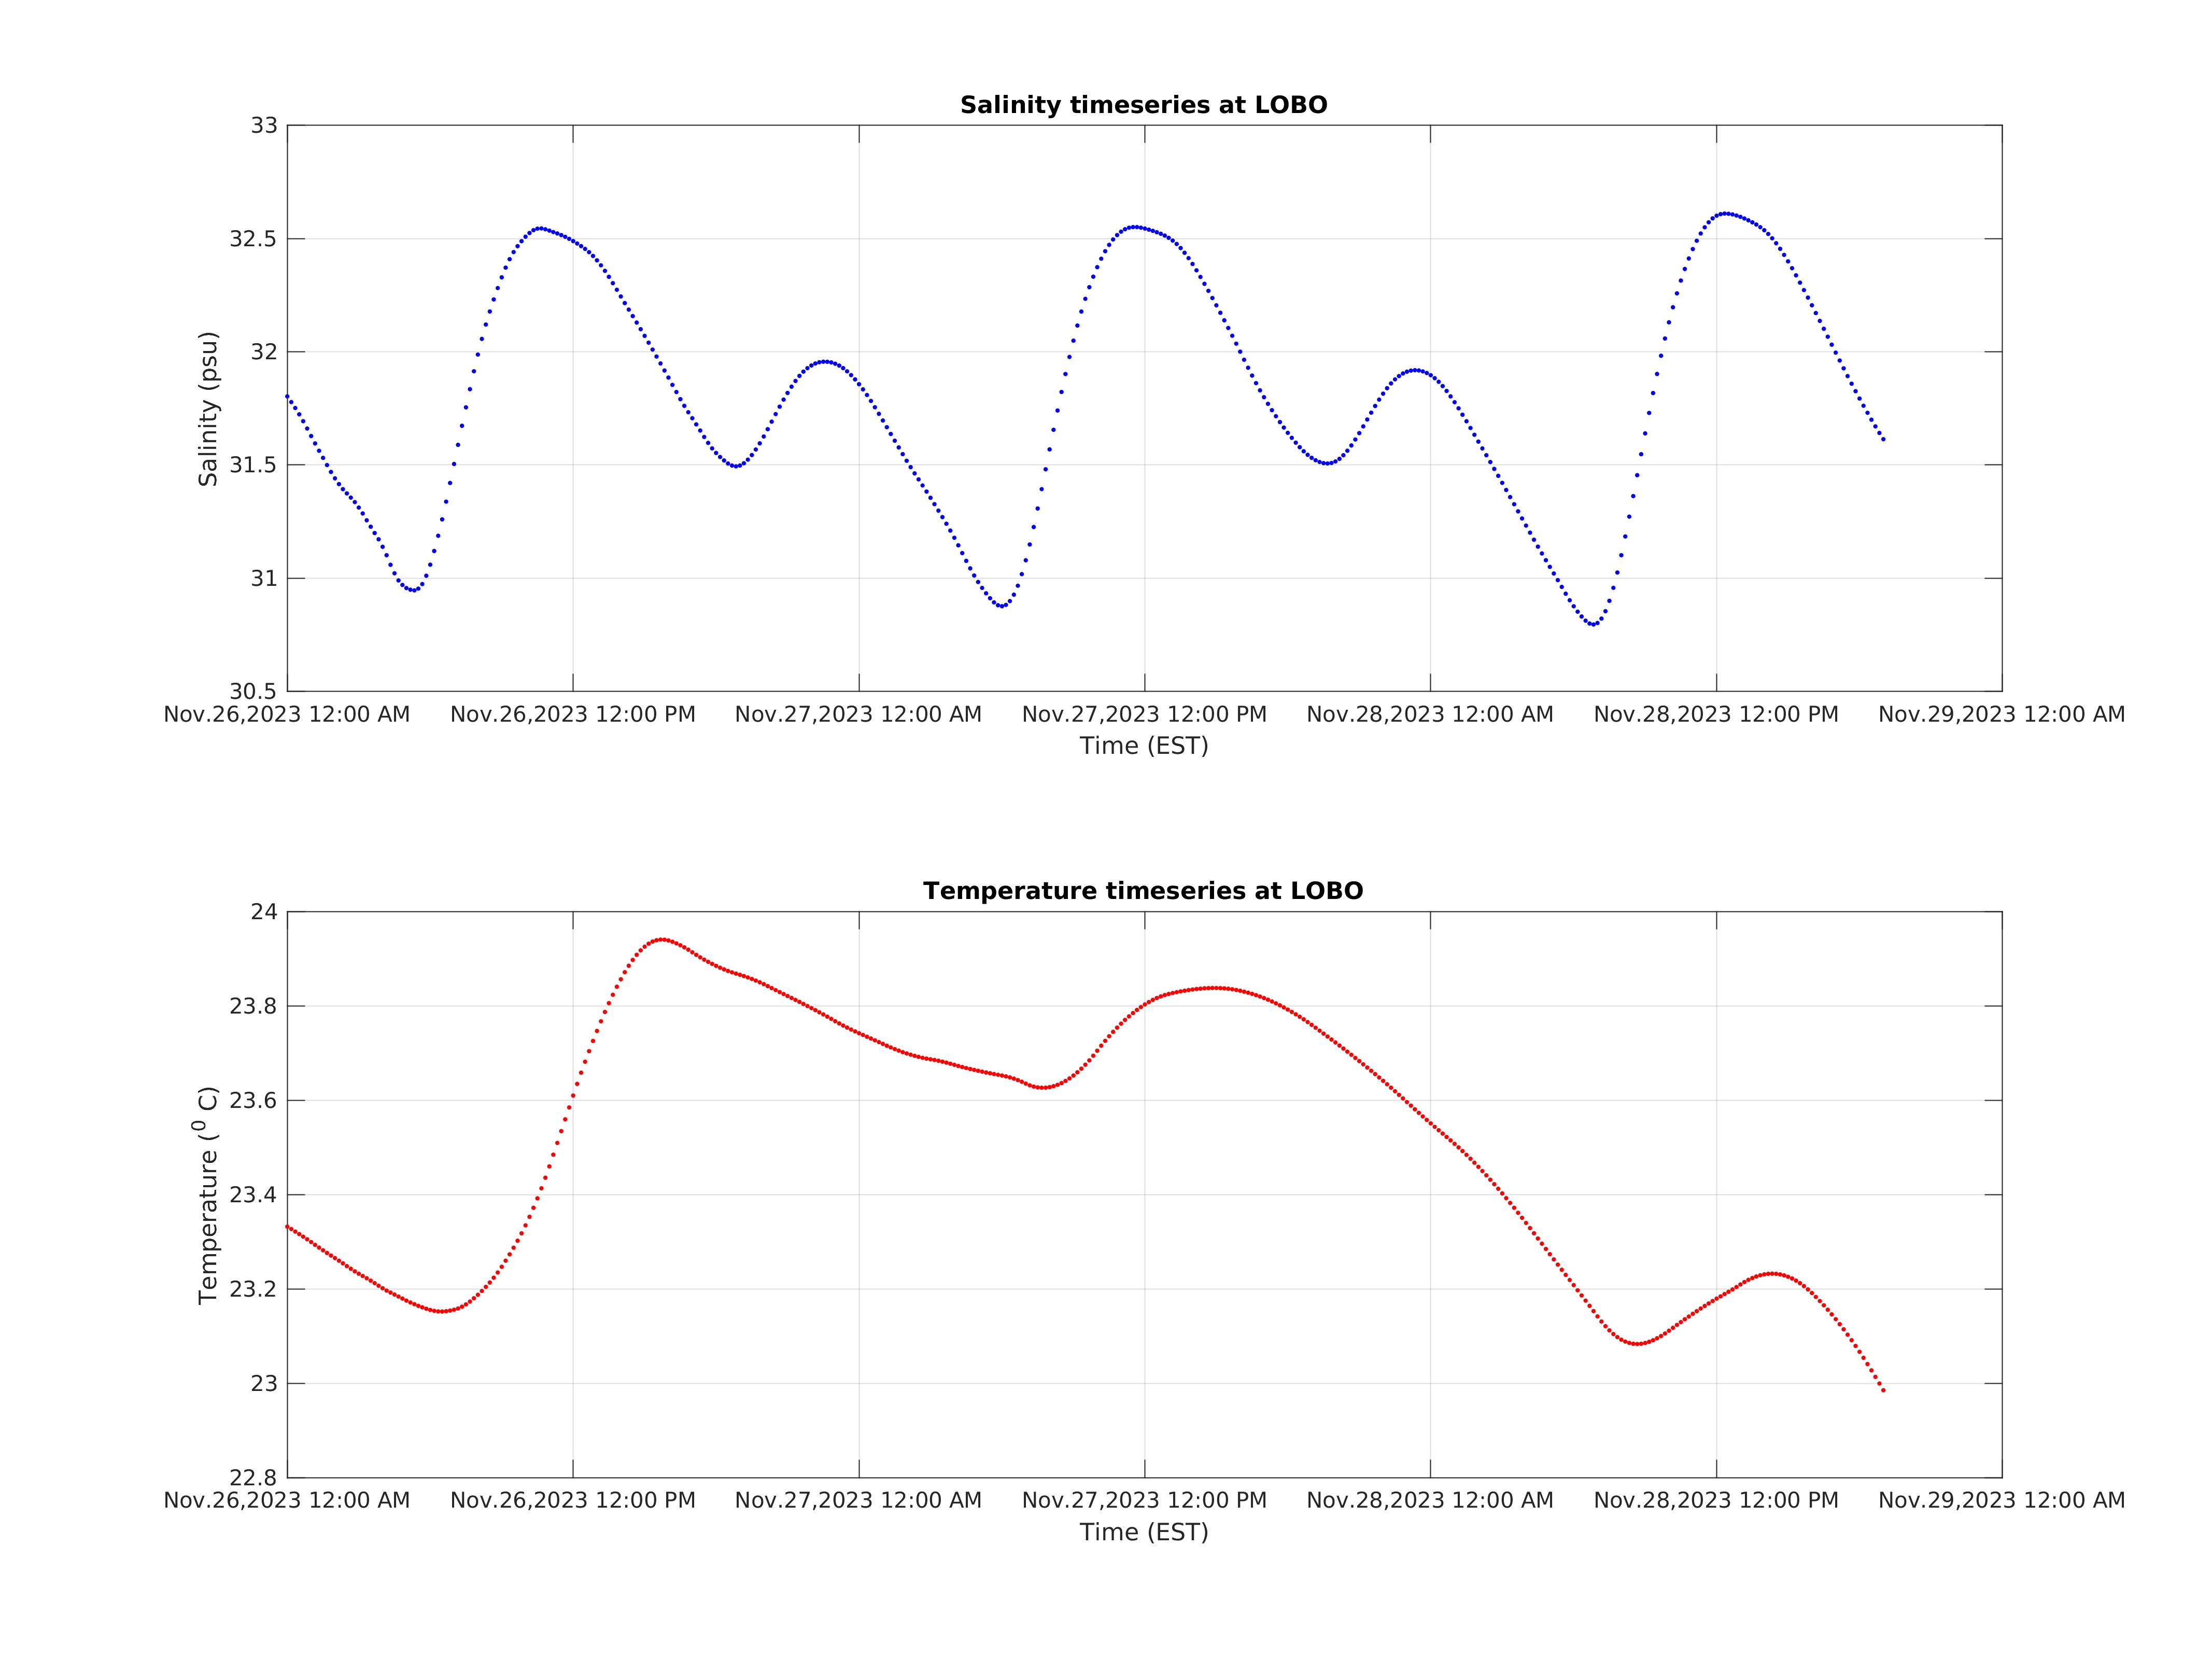 Salinity timeseries at LOBO
33
32.5
32
31.5
31
30.5
Salinity (psu)
Nov.26,2023 12:00 AM Nov.26,2023 12:00 PM Nov.27,2023 12:00 AM Nov.27,2023 12:00 PM Nov.28,2023 12:00 AM Nov.28,2023 12:00 PM Nov.29,2023 12:00 AM
Time (EST)
Temperature timeseries at LOBO
24
23.8
23.6
23.4
23.2
23
22.8
Temperature (⁰ C)
Nov.26,2023 12:00 AM Nov.26,2023 12:00 PM Nov.27,2023 12:00 AM Nov.27,2023 12:00 PM Nov.28,2023 12:00 AM Nov.28,2023 12:00 PM Nov.29,2023 12:00 AM
Time (EST)